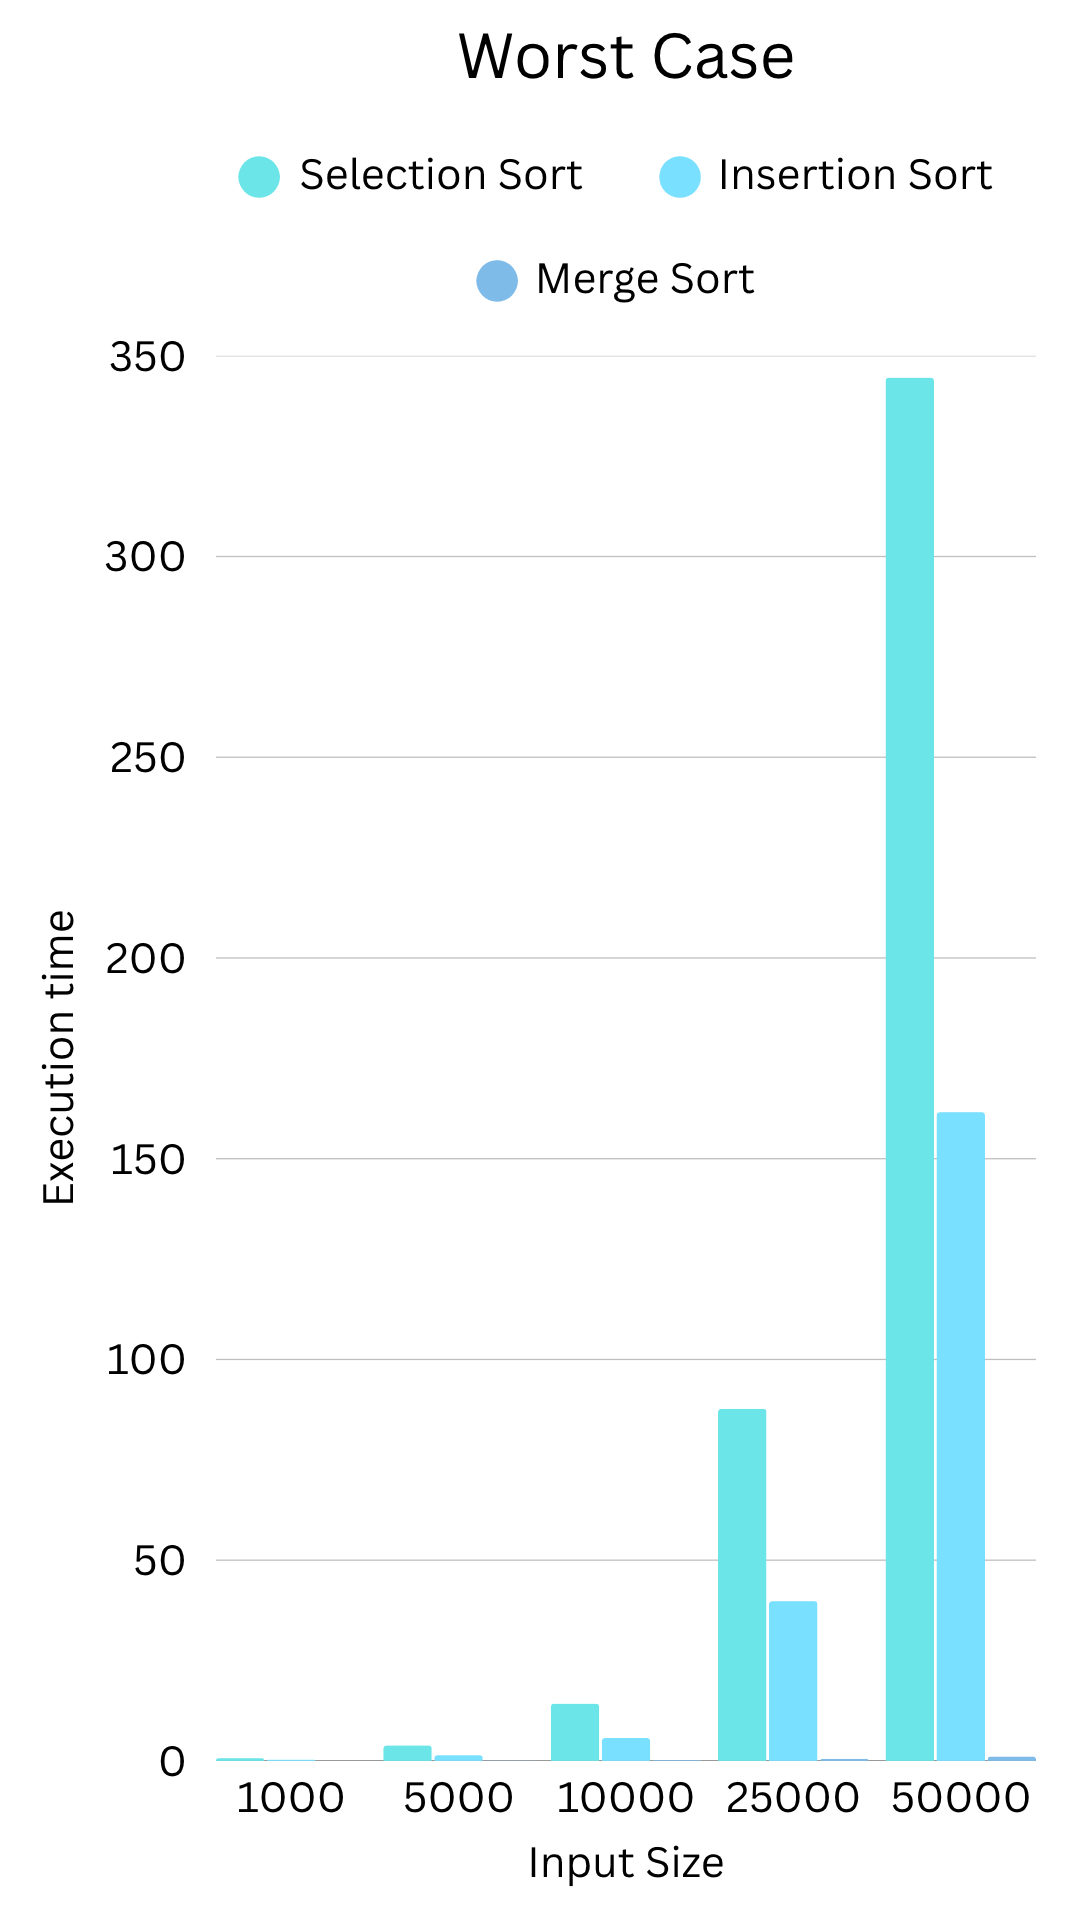 Worst Case
Selection Sort
Insertion Sort
Merge Sort
350
300
250
200
150
100
50
0
Execution time
1000 5000 10000 25000 50000
Input Size